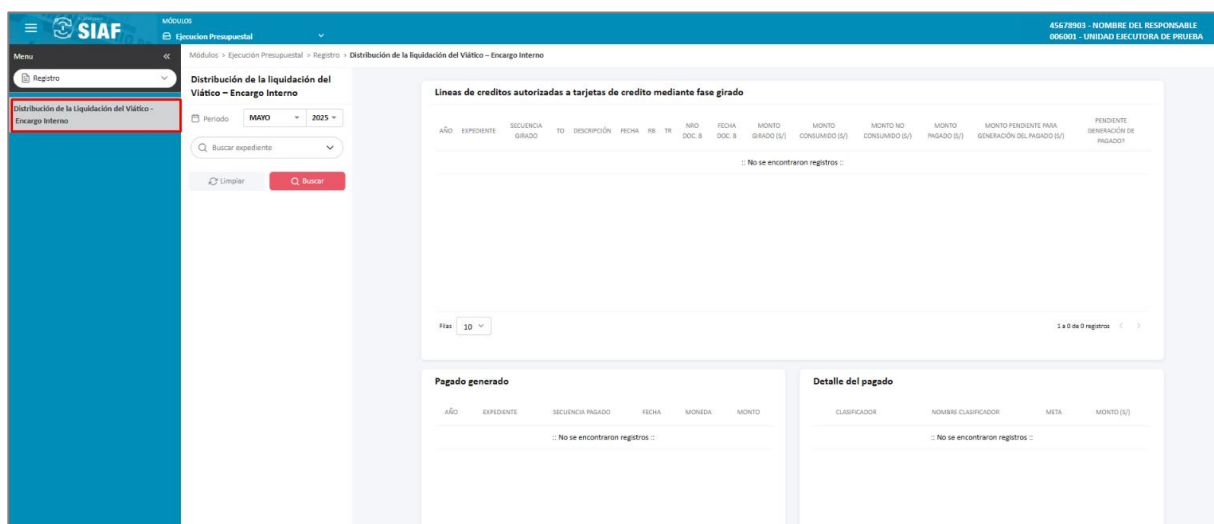 SIAF
MÓDULOS
Ejecucion Presupuestal
45678903 - NOMBRE DEL RESPONSABLE
006001 - UNIDAD EJECUTORA DE PRUEBA
Menu
Registro
Distribución de la Liquidación del Viático -
Encargo Interno
Módulos > Ejecución Presupuestal > Registro > Distribución de la liquidación del Viático – Encargo Interno
Distribución de la liquidación del
Viático – Encargo Interno
Periodo MAYO 2025
Buscar expediente
Limpiar Buscar
Lineas de creditos autorizadas a tarjetas de credito mediante fase girado
AÑO EXPEDIENTE SECUENCIA GIRADO TO DESCRIPCIÓN FECHA RB TR NRO DOC. B FECHA DOC. B MONTO GIRADO (S/) MONTO CONSUMIDO (S/) MONTO NO CONSUMIDO (S/) MONTO PAGADO (S/) MONTO PENDIENTE PARA GENERACIÓN DEL PAGADO (S/) PENDIENTE GENERACIÓN DE PAGADO?
:: No se encontraron registros ::
Filas 10
1 a 0 de 0 registros
Pagado generado
AÑO EXPEDIENTE SECUENCIA PAGADO FECHA MONEDA MONTO
:: No se encontraron registros ::
Detalle del pagado
CLASIFICADOR NOMBRE CLASIFICADOR META MONTO (S/)
:: No se encontraron registros ::